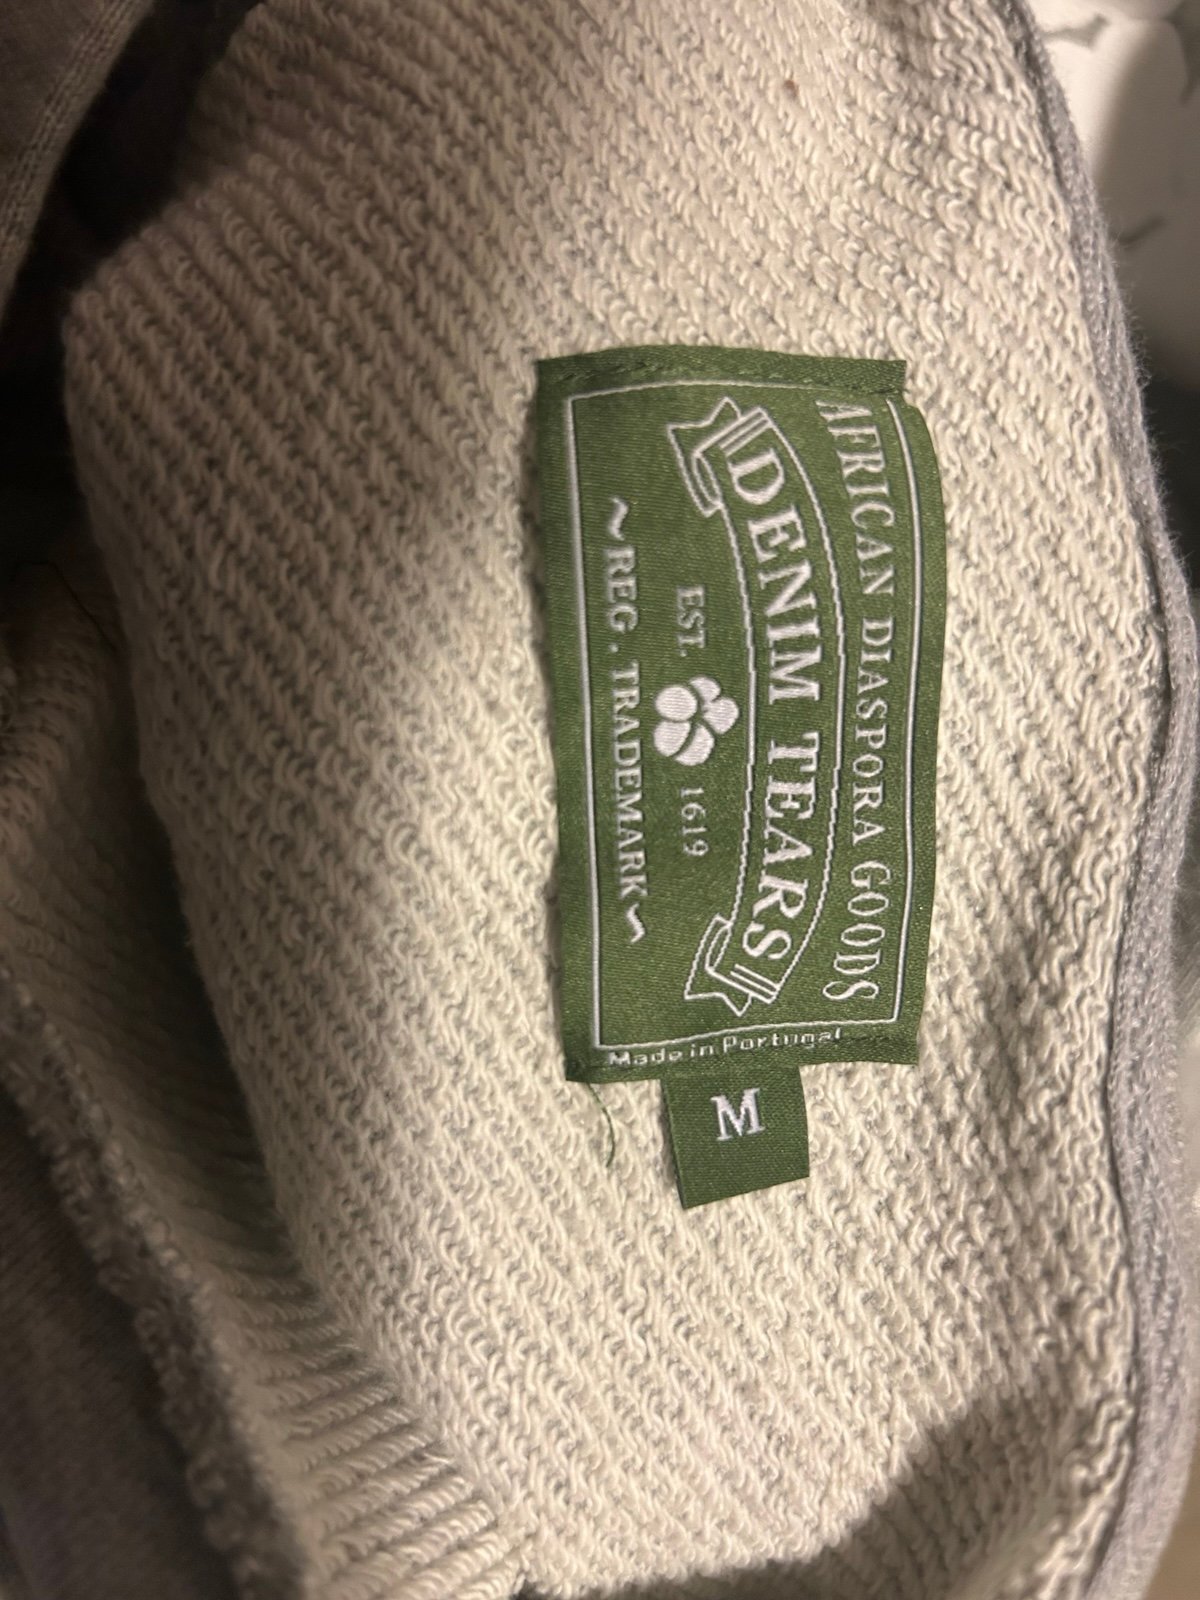 AFRICAN DIASPORA GOODS
DENIM TEARS
EST. 1619
~REG. TRADEMARK~
Made in Portugal
M